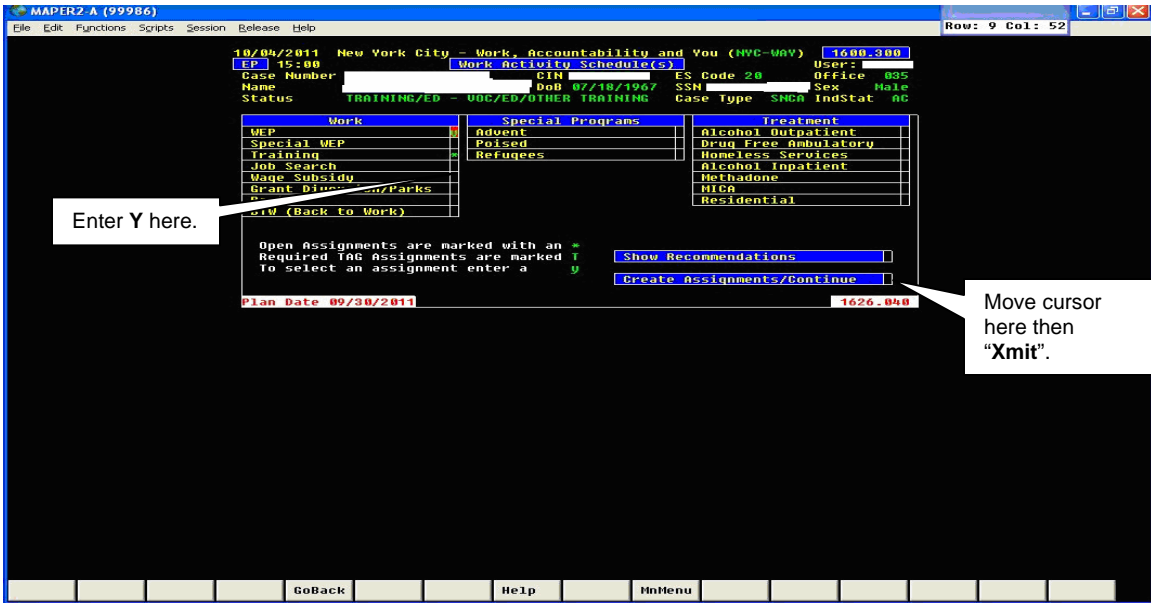 MAPER2-A (99986)
File Edit Functions Scripts Session Release Help
Row: 9 Col: 52
10/04/2011 New York City - Work, Accountability and You (NYC-WAY) 1600.300
EP 15:00 Work Activity Schedule(s) User:
Case Number CIN ES Code 20 Office 035
Name DoB 07/18/1967 SSN Sex Male
Status TRAINING/ED - VOC/ED/OTHER TRAINING Case Type SNCA IndStat AC
Work Special Programs Treatment
WEP y Advent Alcohol Outpatient
Special WEP Poised Drug Free Ambulatory
Training * Refugees Homeless Services
Job Search Alcohol Inpatient
Wage Subsidy Methadone
Grant /Parks MICA
Residential
(Back to Work)
Enter Y here.
Open Assignments are marked with an *
Required TAG Assignments are marked T Show Recommendations
To select an assignment enter a y
Create Assignments/Continue
Plan Date 09/30/2011 1626.040
Move cursor
here then
“Xmit”.
GoBack Help MnMenu